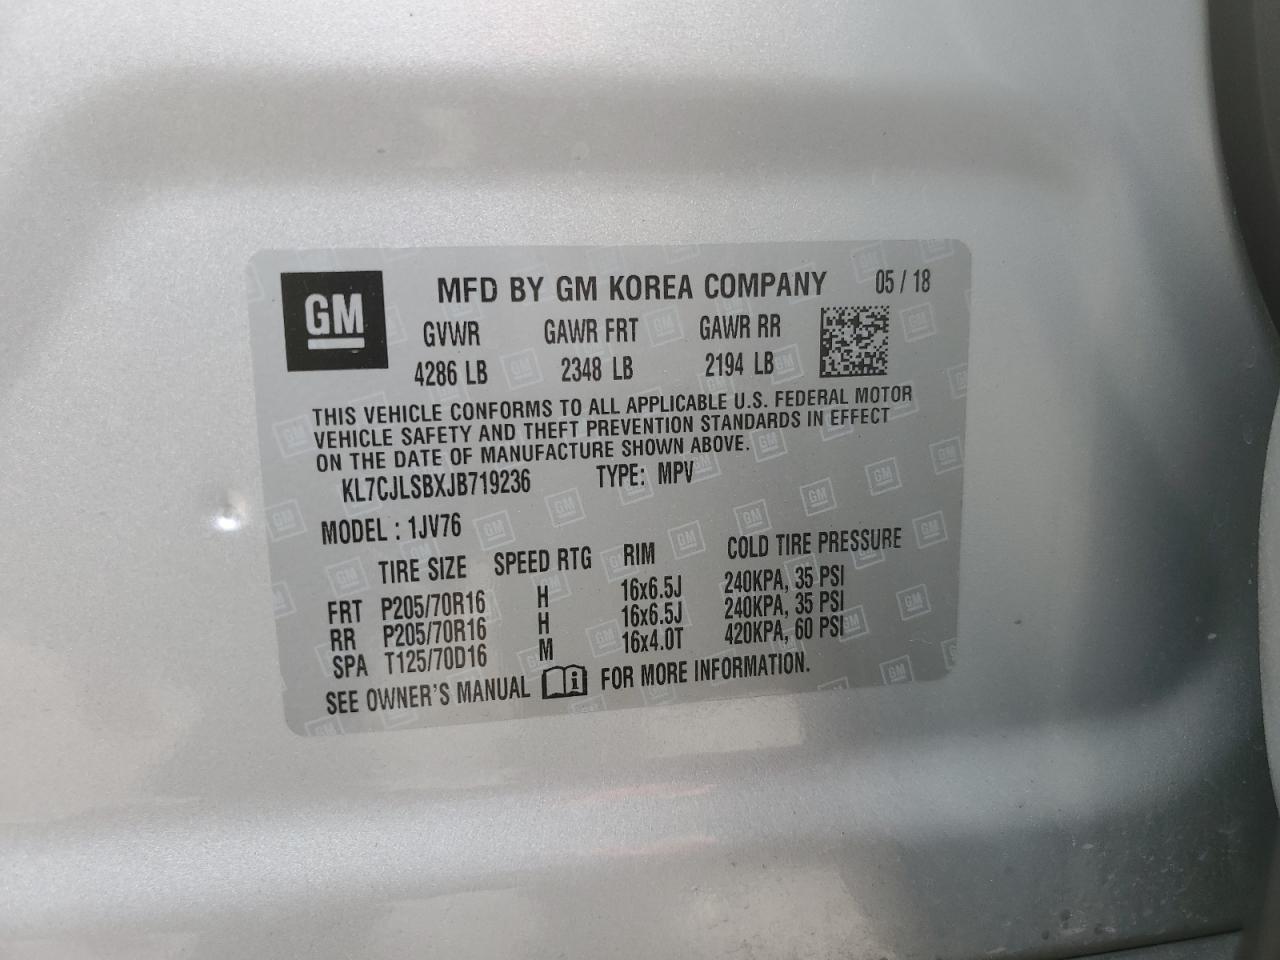 GM
MFD BY GM KOREA COMPANY 05 / 18
GVWR GAWR FRT GAWR RR
4286 LB 2348 LB 2194 LB
THIS VEHICLE CONFORMS TO ALL APPLICABLE U.S. FEDERAL MOTOR
VEHICLE SAFETY AND THEFT PREVENTION STANDARDS IN EFFECT
ON THE DATE OF MANUFACTURE SHOWN ABOVE.
KL7CJLSBXJB719236 TYPE: MPV
MODEL : 1JV76
TIRE SIZE SPEED RTG RIM COLD TIRE PRESSURE
FRT P205/70R16 H 16x6.5J 240KPA, 35 PSI
RR P205/70R16 H 16x6.5J 240KPA, 35 PSI
SPA T125/70D16 M 16x4.0T 420KPA, 60 PSI
SEE OWNER'S MANUAL i FOR MORE INFORMATION.